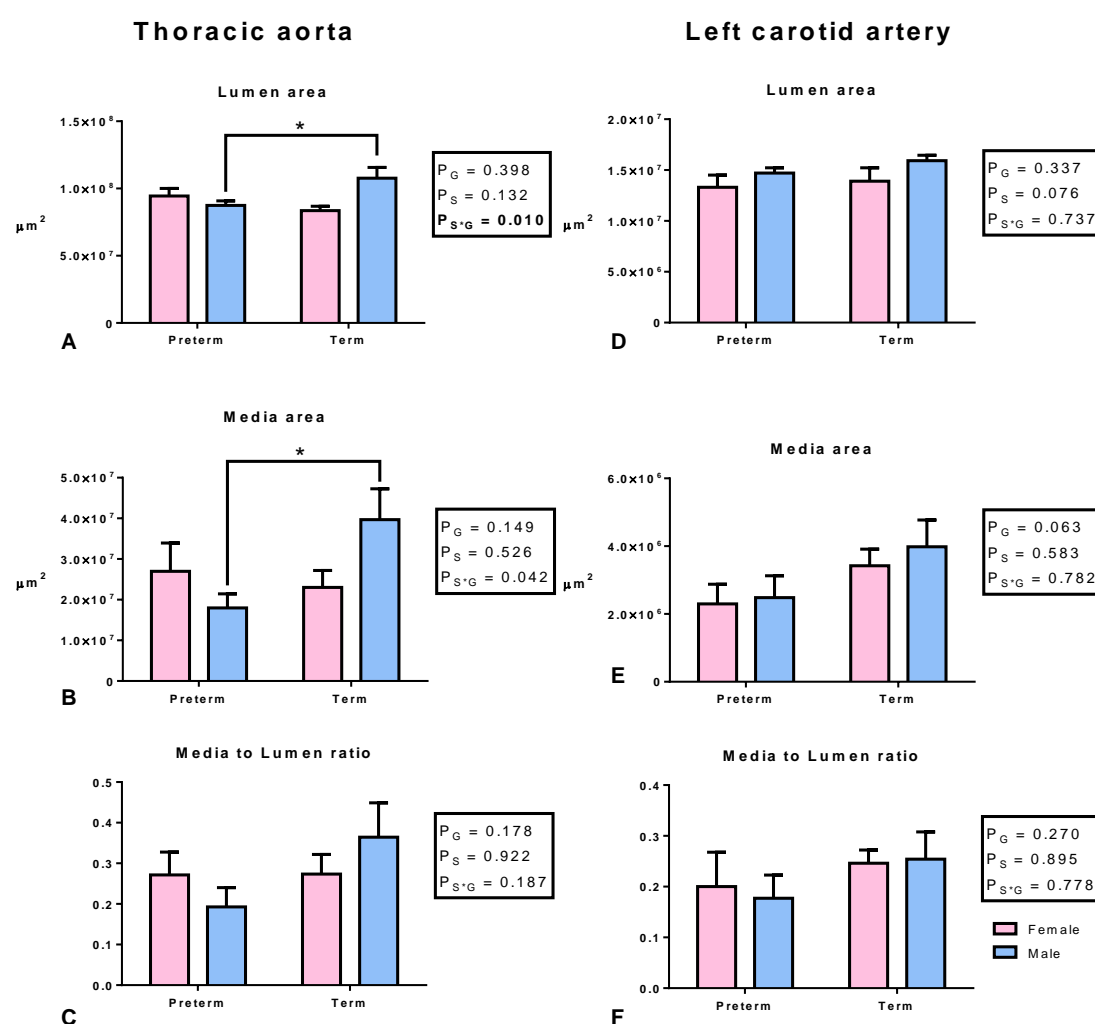 Thoracic aorta
Lumen area
1.5×10⁸
1.0×10⁸
5.0×10⁷
0
μm²
*
P_G = 0.398
P_S = 0.132
P_S*G = 0.010
Preterm
Term
A
Media area
5.0×10⁷
4.0×10⁷
3.0×10⁷
2.0×10⁷
1.0×10⁷
0
μm²
*
P_G = 0.149
P_S = 0.526
P_S*G = 0.042
Preterm
Term
B
Media to Lumen ratio
0.5
0.4
0.3
0.2
0.1
0.0
P_G = 0.178
P_S = 0.922
P_S*G = 0.187
Preterm
Term
C
Left carotid artery
Lumen area
2.0×10⁷
1.5×10⁷
1.0×10⁷
5.0×10⁶
0
μm²
P_G = 0.337
P_S = 0.076
P_S*G = 0.737
Preterm
Term
D
Media area
6.0×10⁶
4.0×10⁶
2.0×10⁶
0
μm²
P_G = 0.063
P_S = 0.583
P_S*G = 0.782
Preterm
Term
E
Media to Lumen ratio
0.4
0.3
0.2
0.1
0.0
P_G = 0.270
P_S = 0.895
P_S*G = 0.778
Female
Male
Preterm
Term
F